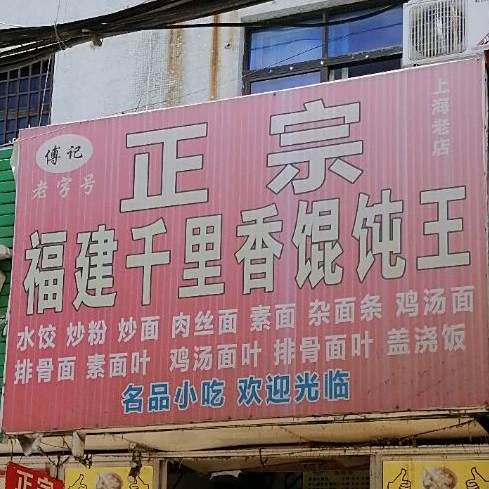 傅记
老字号
正宗
上海老店
福建千里香馄饨王
水饺 炒粉 炒面 肉丝面 素面 杂面条 鸡汤面
排骨面 素面叶 鸡汤面叶 排骨面叶 盖浇饭
名品小吃 欢迎光临
正宗